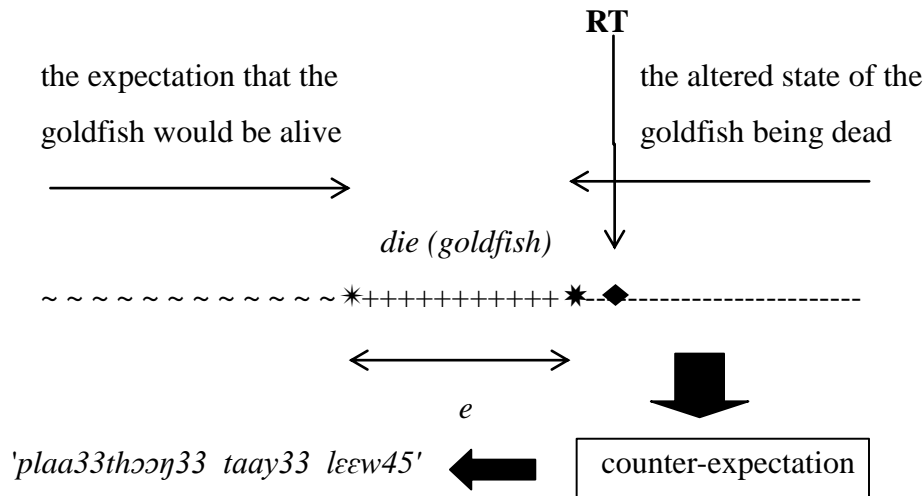 RT
the expectation that the
goldfish would be alive
the altered state of the
goldfish being dead
die (goldfish)
~ ~ ~ ~ ~ ~ ~ ~ ~ ~ ~ ~ ~✴+++++++++++✸-◆-----------------
e
'plaa33thɔɔŋ33 taay33 lɛɛw45'
counter-expectation